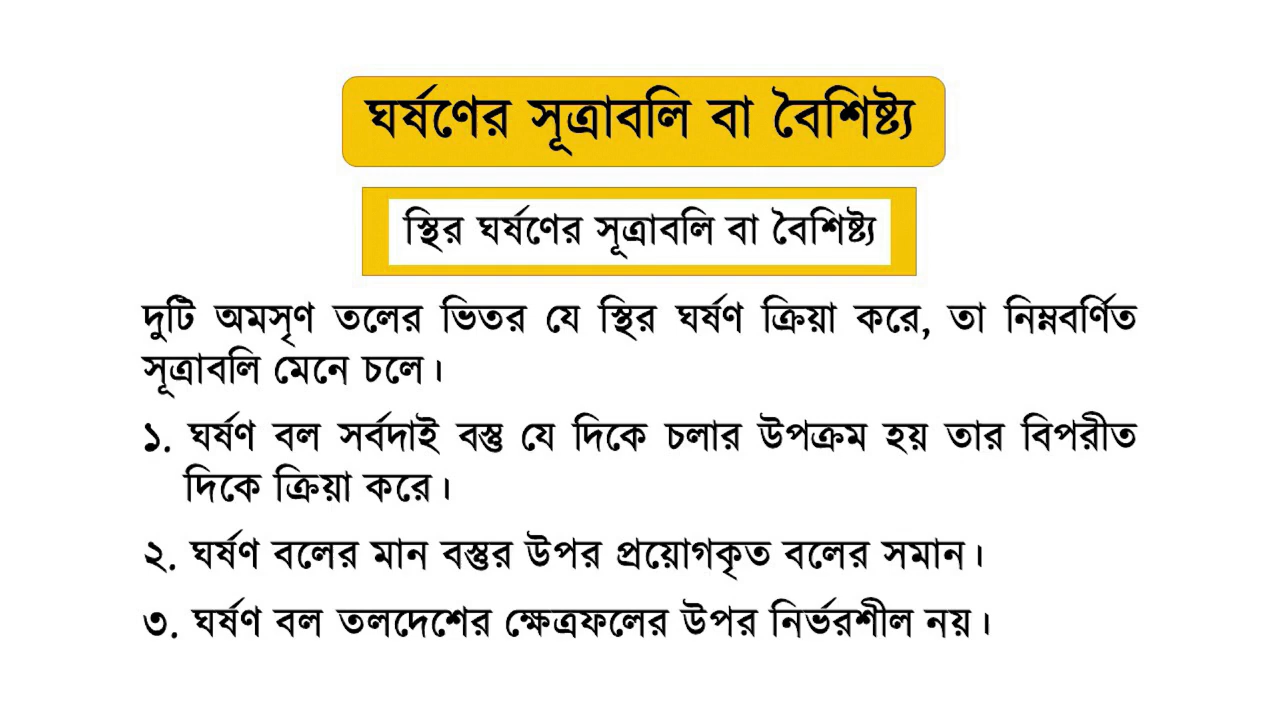 ঘর্ষণের সূত্রাবলি বা বৈশিষ্ট্য
স্থির ঘর্ষণের সূত্রাবলি বা বৈশিষ্ট্য
দুটি অমসৃণ তলের ভিতর যে স্থির ঘর্ষণ ক্রিয়া করে, তা নিম্নবর্ণিত
সূত্রাবলি মেনে চলে।
১. ঘর্ষণ বল সর্বদাই বস্তু যে দিকে চলার উপক্রম হয় তার বিপরীত
দিকে ক্রিয়া করে।
২. ঘর্ষণ বলের মান বস্তুর উপর প্রয়োগকৃত বলের সমান।
৩. ঘর্ষণ বল তলদেশের ক্ষেত্রফলের উপর নির্ভরশীল নয়।